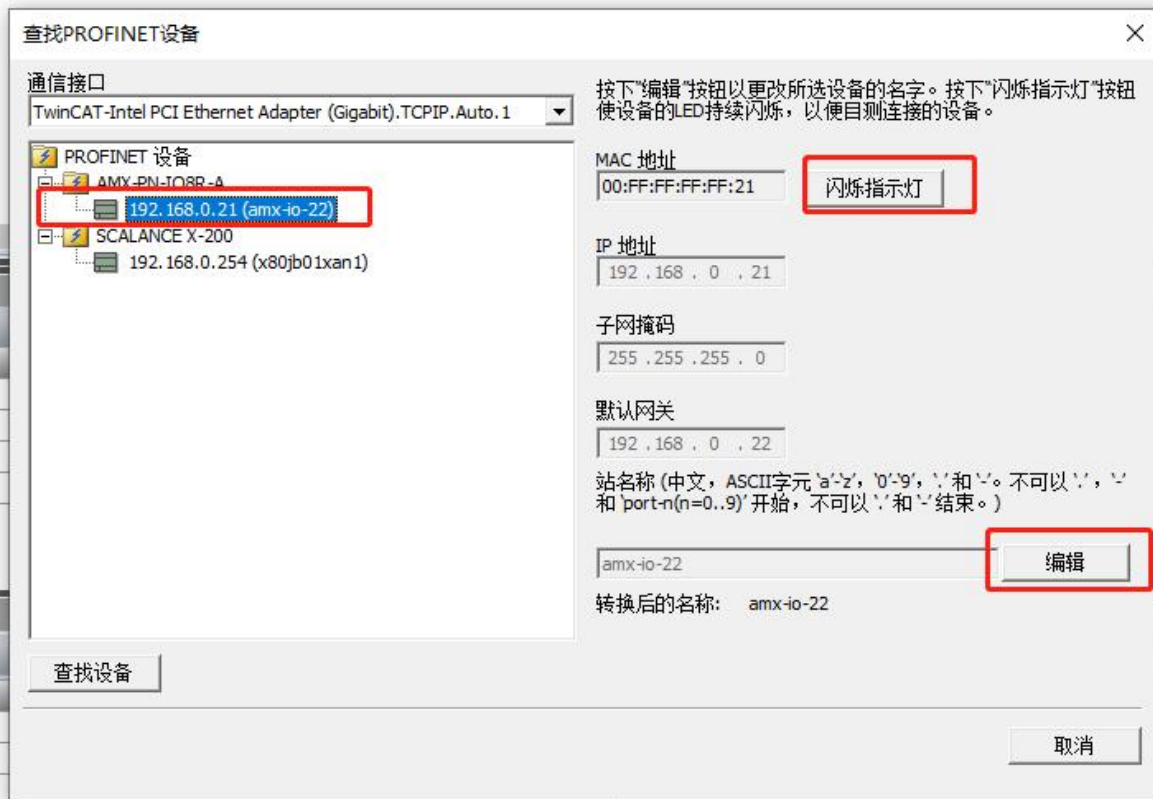 查找PROFINET设备
通信接口
TwinCAT-Intel PCI Ethernet Adapter (Gigabit).TCPIP.Auto.1
PROFINET 设备
AMX-PN-IO8R-A
192.168.0.21 (amx-io-22)
SCALANCE X-200
192.168.0.254 (x80jb01xan1)
查找设备
按下"编辑"按钮以更改所选设备的名字。按下"闪烁指示灯"按钮
使设备的LED持续闪烁，以便目测连接的设备。
MAC 地址
00:FF:FF:FF:FF:21
闪烁指示灯
IP 地址
192 .168 . 0 . 21
子网掩码
255 .255 .255 . 0
默认网关
192 .168 . 0 . 22
站名称 (中文，ASCII字元 'a'-'z'，'0'-'9'，'.' 和 '-'。不可以 '.'，'-'
和 'port-n(n=0..9)' 开始，不可以 '.' 和 '-' 结束。)
amx-io-22
编辑
转换后的名称: amx-io-22
取消